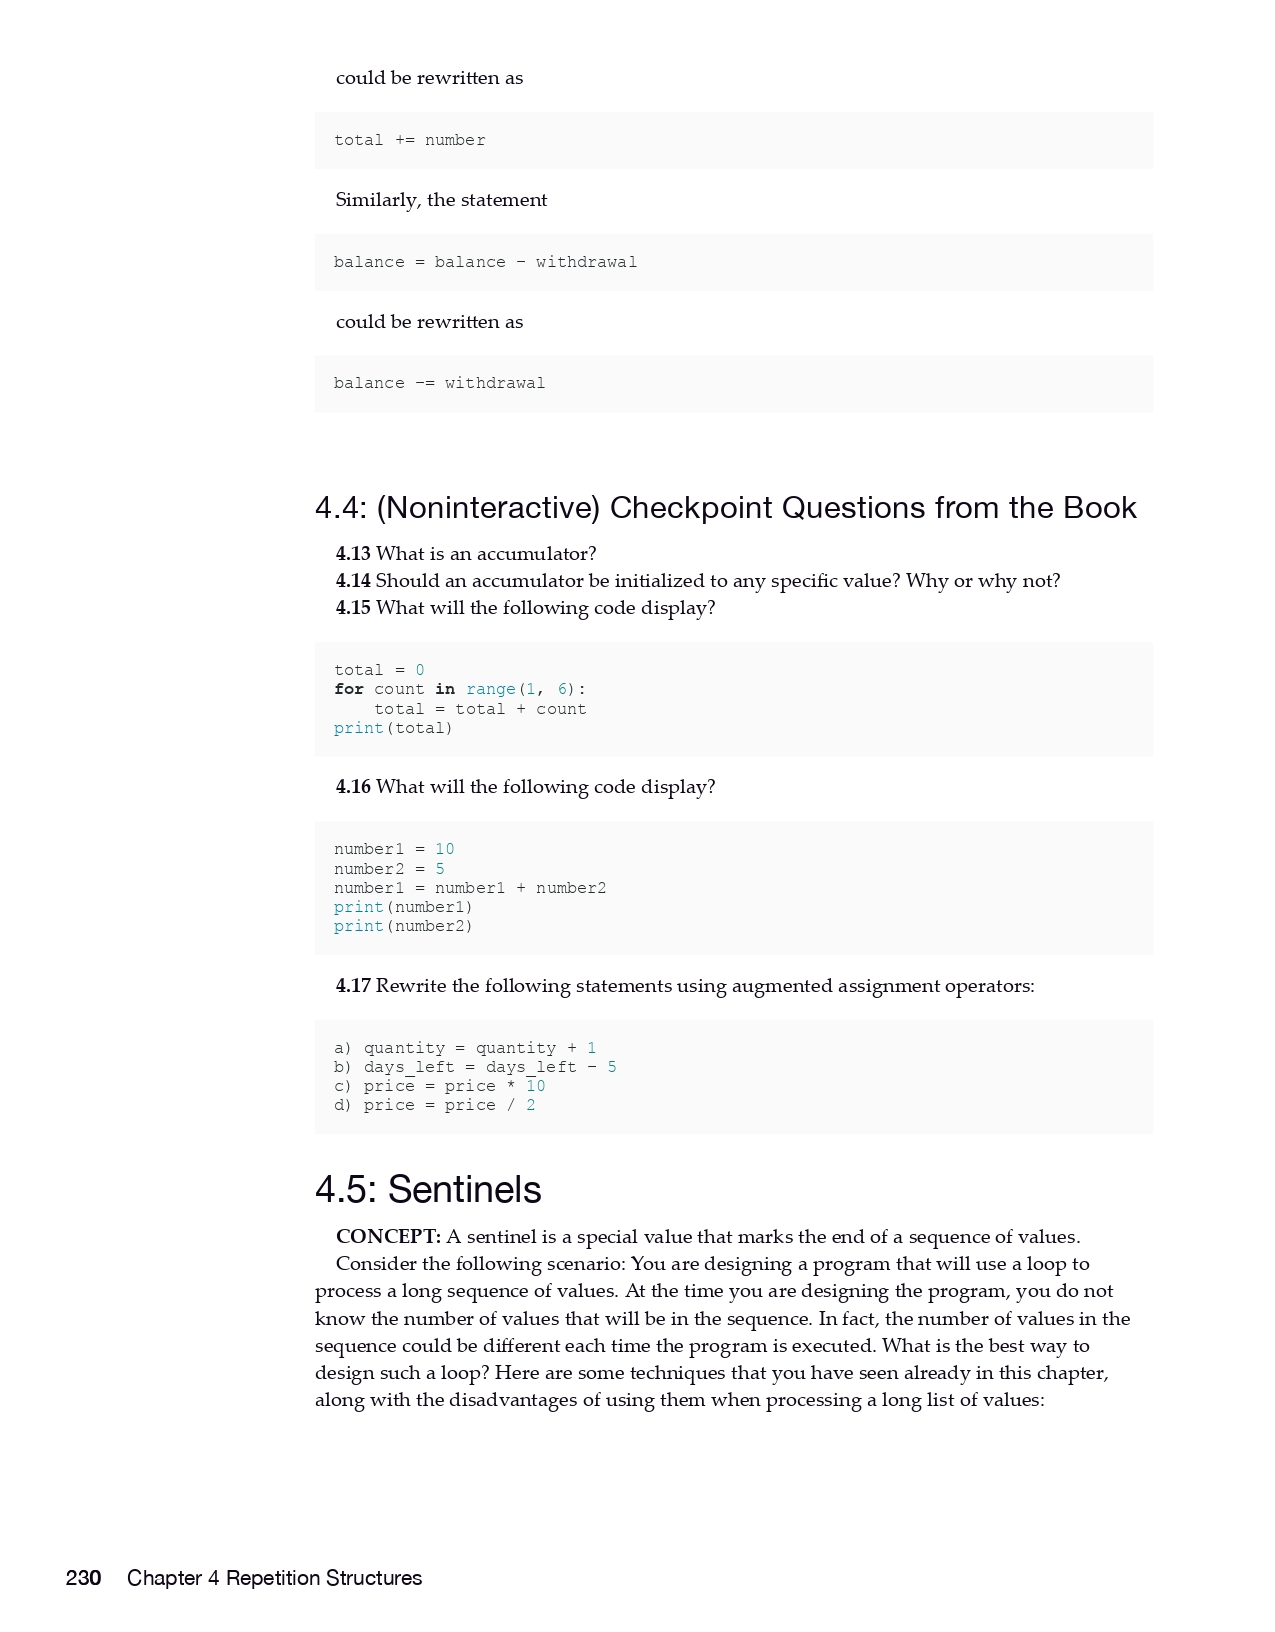 could be rewritten as
total += number
Similarly, the statement
balance = balance − withdrawal
could be rewritten as
balance −= withdrawal
4.4: (Noninteractive) Checkpoint Questions from the Book
4.13 What is an accumulator?
4.14 Should an accumulator be initialized to any specific value? Why or why not?
4.15 What will the following code display?
total = 0
for count in range(1, 6):
    total = total + count
print(total)
4.16 What will the following code display?
number1 = 10
number2 = 5
number1 = number1 + number2
print(number1)
print(number2)
4.17 Rewrite the following statements using augmented assignment operators:
a) quantity = quantity + 1
b) days_left = days_left − 5
c) price = price * 10
d) price = price / 2
4.5: Sentinels
CONCEPT: A sentinel is a special value that marks the end of a sequence of values.
Consider the following scenario: You are designing a program that will use a loop to
process a long sequence of values. At the time you are designing the program, you do not
know the number of values that will be in the sequence. In fact, the number of values in the
sequence could be different each time the program is executed. What is the best way to
design such a loop? Here are some techniques that you have seen already in this chapter,
along with the disadvantages of using them when processing a long list of values:
230 Chapter 4 Repetition Structures